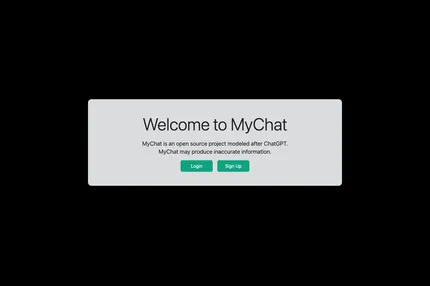 Welcome to MyChat
MyChat is an open source project modeled after ChatGPT.
MyChat may produce inaccurate information.
Login Sign Up